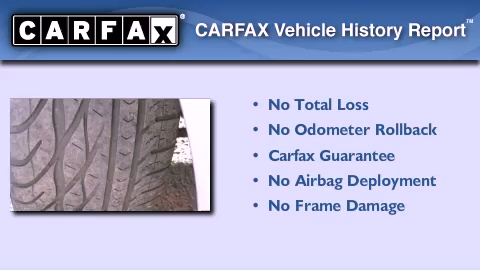 CARFAX® CARFAX Vehicle History Report™
• No Total Loss
• No Odometer Rollback
• Carfax Guarantee
• No Airbag Deployment
• No Frame Damage